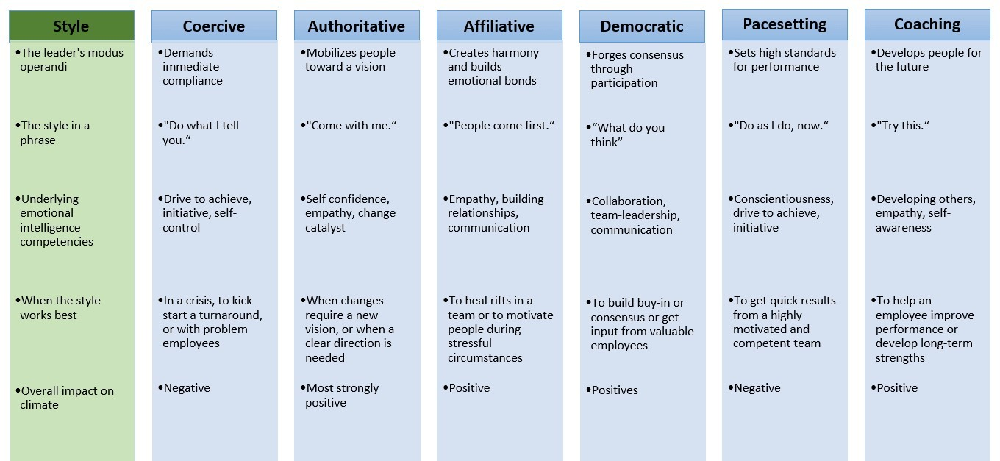 Style
•The leader's modus
operandi
•The style in a
phrase
•Underlying
emotional
intelligence
competencies
•When the style
works best
•Overall impact on
climate
Coercive
•Demands
immediate
compliance
•"Do what I tell
you.“
•Drive to achieve,
initiative, self-
control
•In a crisis, to kick
start a turnaround,
or with problem
employees
•Negative
Authoritative
•Mobilizes people
toward a vision
•"Come with me.“
•Self confidence,
empathy, change
catalyst
•When changes
require a new
vision, or when a
clear direction is
needed
•Most strongly
positive
Affiliative
•Creates harmony
and builds
emotional bonds
•"People come first.“
•Empathy, building
relationships,
communication
•To heal rifts in a
team or to motivate
people during
stressful
circumstances
•Positive
Democratic
•Forges consensus
through
participation
•“What do you
think”
•Collaboration,
team-leadership,
communication
•To build buy-in or
consensus or get
input from valuable
employees
•Positives
Pacesetting
•Sets high standards
for performance
•"Do as I do, now.“
•Conscientiousness,
drive to achieve,
initiative
•To get quick results
from a highly
motivated and
competent team
•Negative
Coaching
•Develops people for
the future
•"Try this.“
•Developing others,
empathy, self-
awareness
•To help an
employee improve
performance or
develop long-term
strengths
•Positive